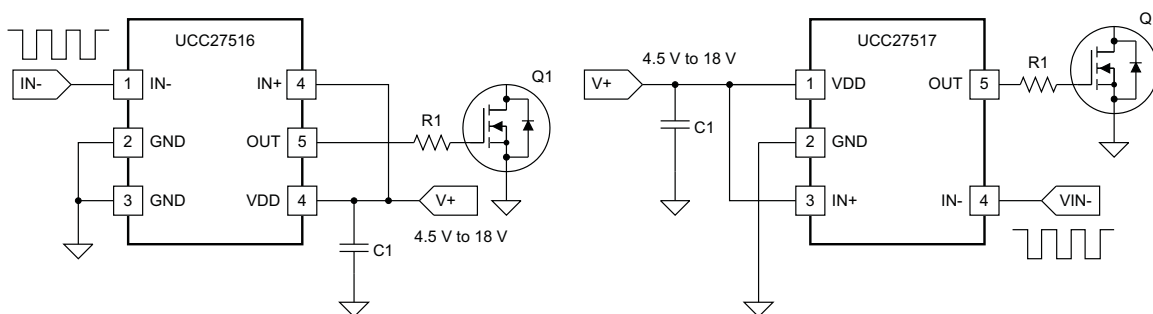 UCC27516
IN-
1
IN-
IN+
4
2
GND
OUT
5
3
GND
VDD
4
R1
Q1
V+
4.5 V to 18 V
C1
UCC27517
4.5 V to 18 V
V+
C1
1
VDD
OUT
5
2
GND
3
IN+
IN-
4
R1
Q
VIN-